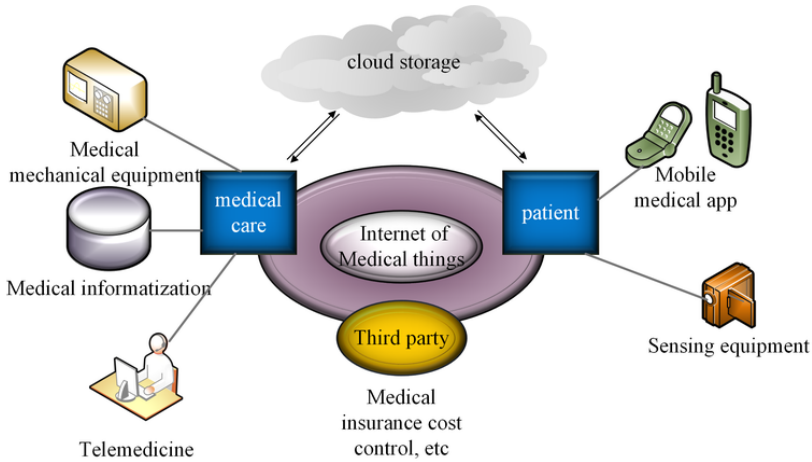 cloud storage
Medical
mechanical equipment
medical
care
patient
Mobile
medical app
Internet of
Medical things
Medical informatization
Third party
Sensing equipment
Medical
insurance cost
control, etc
Telemedicine